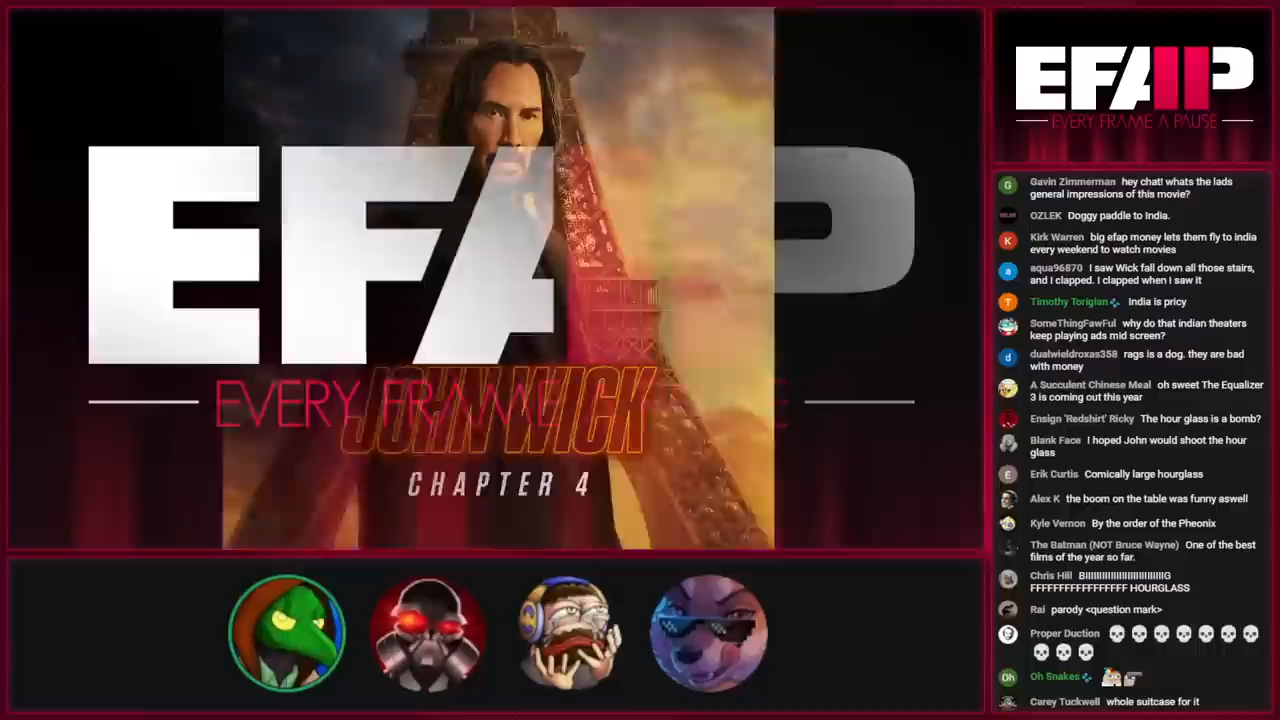 EFAP
EVERY FRAME
JOHN WICK
CHAPTER 4
EFAP
EVERY FRAME A PAUSE
Gavin Zimmerman hey chat! whats the lads
general impressions of this movie?
OZLEK Doggy paddle to India.
Kirk Warren big efap money lets them fly to india
every weekend to watch movies
aqua96870 I saw Wick fall down all those stairs,
and I clapped. I clapped when I saw it
Timothy Torigian India is pricy
SomeThingFawFul why do that indian theaters
keep playing ads mid screen?
dualwieldroxas358 rags is a dog. they are bad
with money
A Succulent Chinese Meal oh sweet The Equalizer
3 is coming out this year
Ensign 'Redshirt' Ricky The hour glass is a bomb?
Blank Face I hoped John would shoot the hour
glass
Erik Curtis Comically large hourglass
Alex K the boom on the table was funny aswell
Kyle Vernon By the order of the Pheonix
The Batman (NOT Bruce Wayne) One of the best
films of the year so far.
Chris Hill BIIIIIIIIIIIIIIIIIIIIIIIIIG
FFFFFFFFFFFFFFFFF HOURGLASS
Rai parody <question mark>
Proper Duction
Oh Snakes
Carey Tuckwell whole suitcase for it